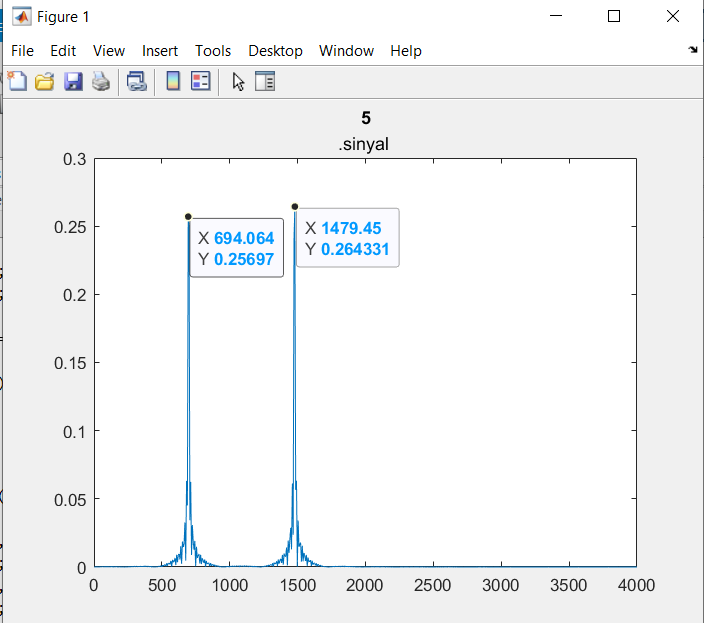 Figure 1
File Edit View Insert Tools Desktop Window Help
5
.sinyal
0.3
0.25
0.2
0.15
0.1
0.05
0
X 694.064
Y 0.25697
X 1479.45
Y 0.264331
0 500 1000 1500 2000 2500 3000 3500 4000